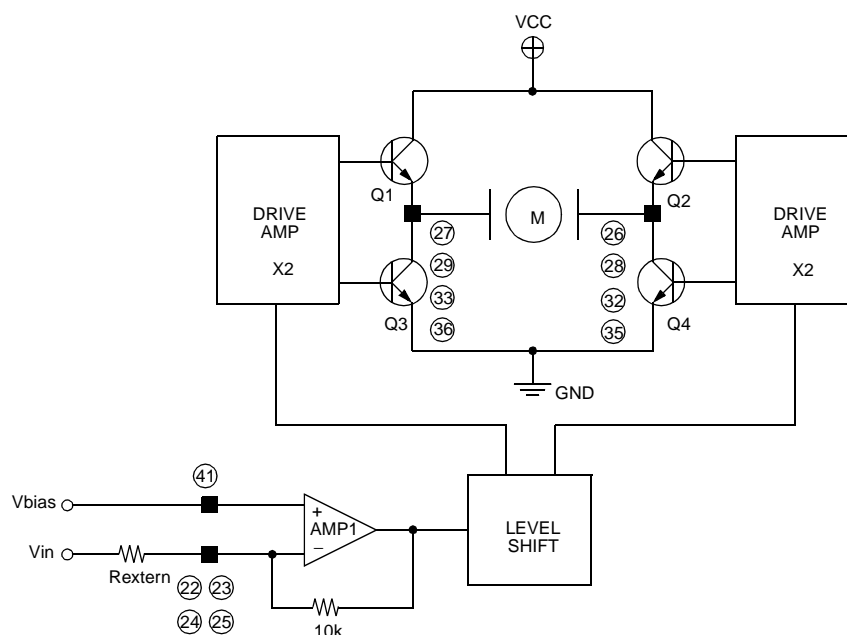 VCC
Q1
Q2
DRIVE
AMP
X2
M
DRIVE
AMP
X2
27
26
29
28
33
32
36
35
Q3
Q4
GND
41
Vbias
+
AMP1
−
LEVEL
SHIFT
Vin
Rextern
22 23
24 25
10k